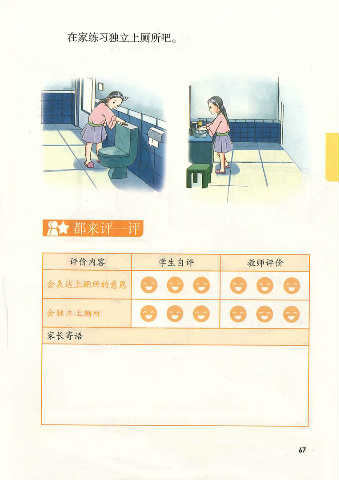 在家练习独立上厕所吧。
都来评一评
评价内容 学生自评 教师评价
会表达上厕所的意愿
会独立上厕所
家长寄语
67